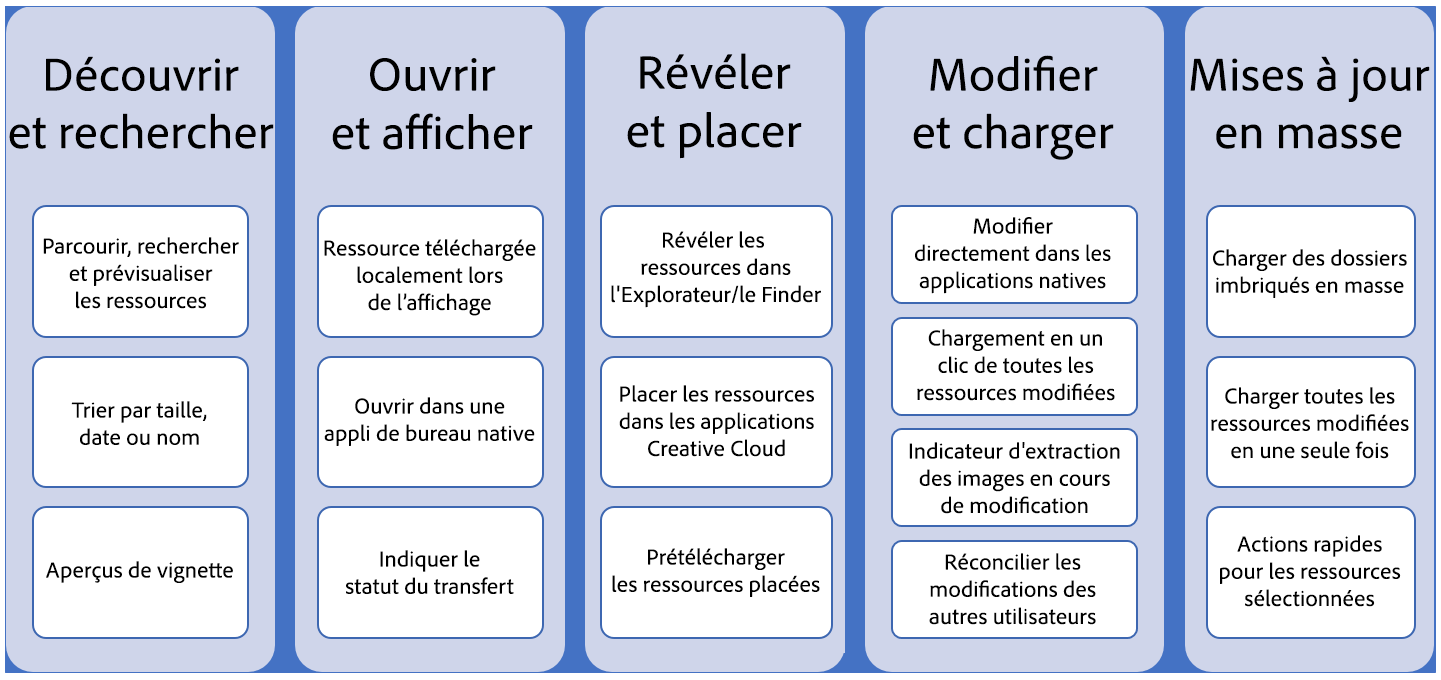 Découvrir
et rechercher
Parcourir, rechercher
et prévisualiser
les ressources
Trier par taille,
date ou nom
Aperçus de vignette
Ouvrir
et afficher
Ressource téléchargée
localement lors
de l’affichage
Ouvrir dans une
appli de bureau native
Indiquer le
statut du transfert
Révéler
et placer
Révéler les
ressources dans
l'Explorateur/le Finder
Placer les ressources
dans les applications
Creative Cloud
Prétélécharger
les ressources placées
Modifier
et charger
Modifier
directement dans les
applications natives
Chargement en un
clic de toutes les
ressources modifiées
Indicateur d'extraction
des images en cours
de modification
Réconcilier les
modifications des
autres utilisateurs
Mises à jour
en masse
Charger des dossiers
imbriqués en masse
Charger toutes les
ressources modifiées
en une seule fois
Actions rapides
pour les ressources
sélectionnées